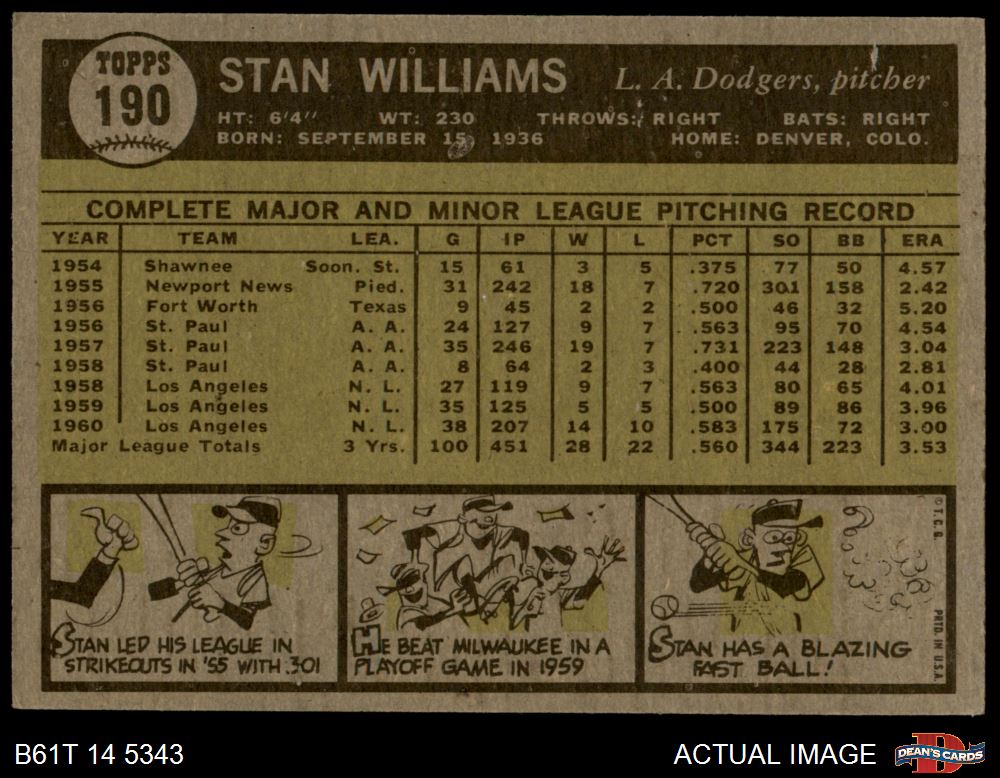 TOPPS
190
STAN WILLIAMS L. A. Dodgers, pitcher
HT: 6'4" WT: 230 THROWS: RIGHT BATS: RIGHT
BORN: SEPTEMBER 15 1936 HOME: DENVER, COLO.
COMPLETE MAJOR AND MINOR LEAGUE PITCHING RECORD
YEAR TEAM LEA. G IP W L PCT SO BB ERA
1954 Shawnee Soon. St. 15 61 3 5 .375 77 50 4.57
1955 Newport News Pied. 31 242 18 7 .720 301 158 2.42
1956 Fort Worth Texas 9 45 2 2 .500 46 32 5.20
1956 St. Paul A. A. 24 127 9 7 .563 95 70 4.54
1957 St. Paul A. A. 35 246 19 7 .731 223 148 3.04
1958 St. Paul A. A. 8 64 2 3 .400 44 28 2.81
1958 Los Angeles N. L. 27 119 9 7 .563 80 65 4.01
1959 Los Angeles N. L. 35 125 5 5 .500 89 86 3.96
1960 Los Angeles N. L. 38 207 14 10 .583 175 72 3.00
Major League Totals 3 Yrs. 100 451 28 22 .560 344 223 3.53
STAN LED HIS LEAGUE IN
STRIKEOUTS IN '55 WITH 301
HE BEAT MILWAUKEE IN A
PLAYOFF GAME IN 1959
STAN HAS A BLAZING
FAST BALL!
© T. C. G.
PRTD. IN U.S.A.
B61T 14 5343
ACTUAL IMAGE
DEAN'S CARDS